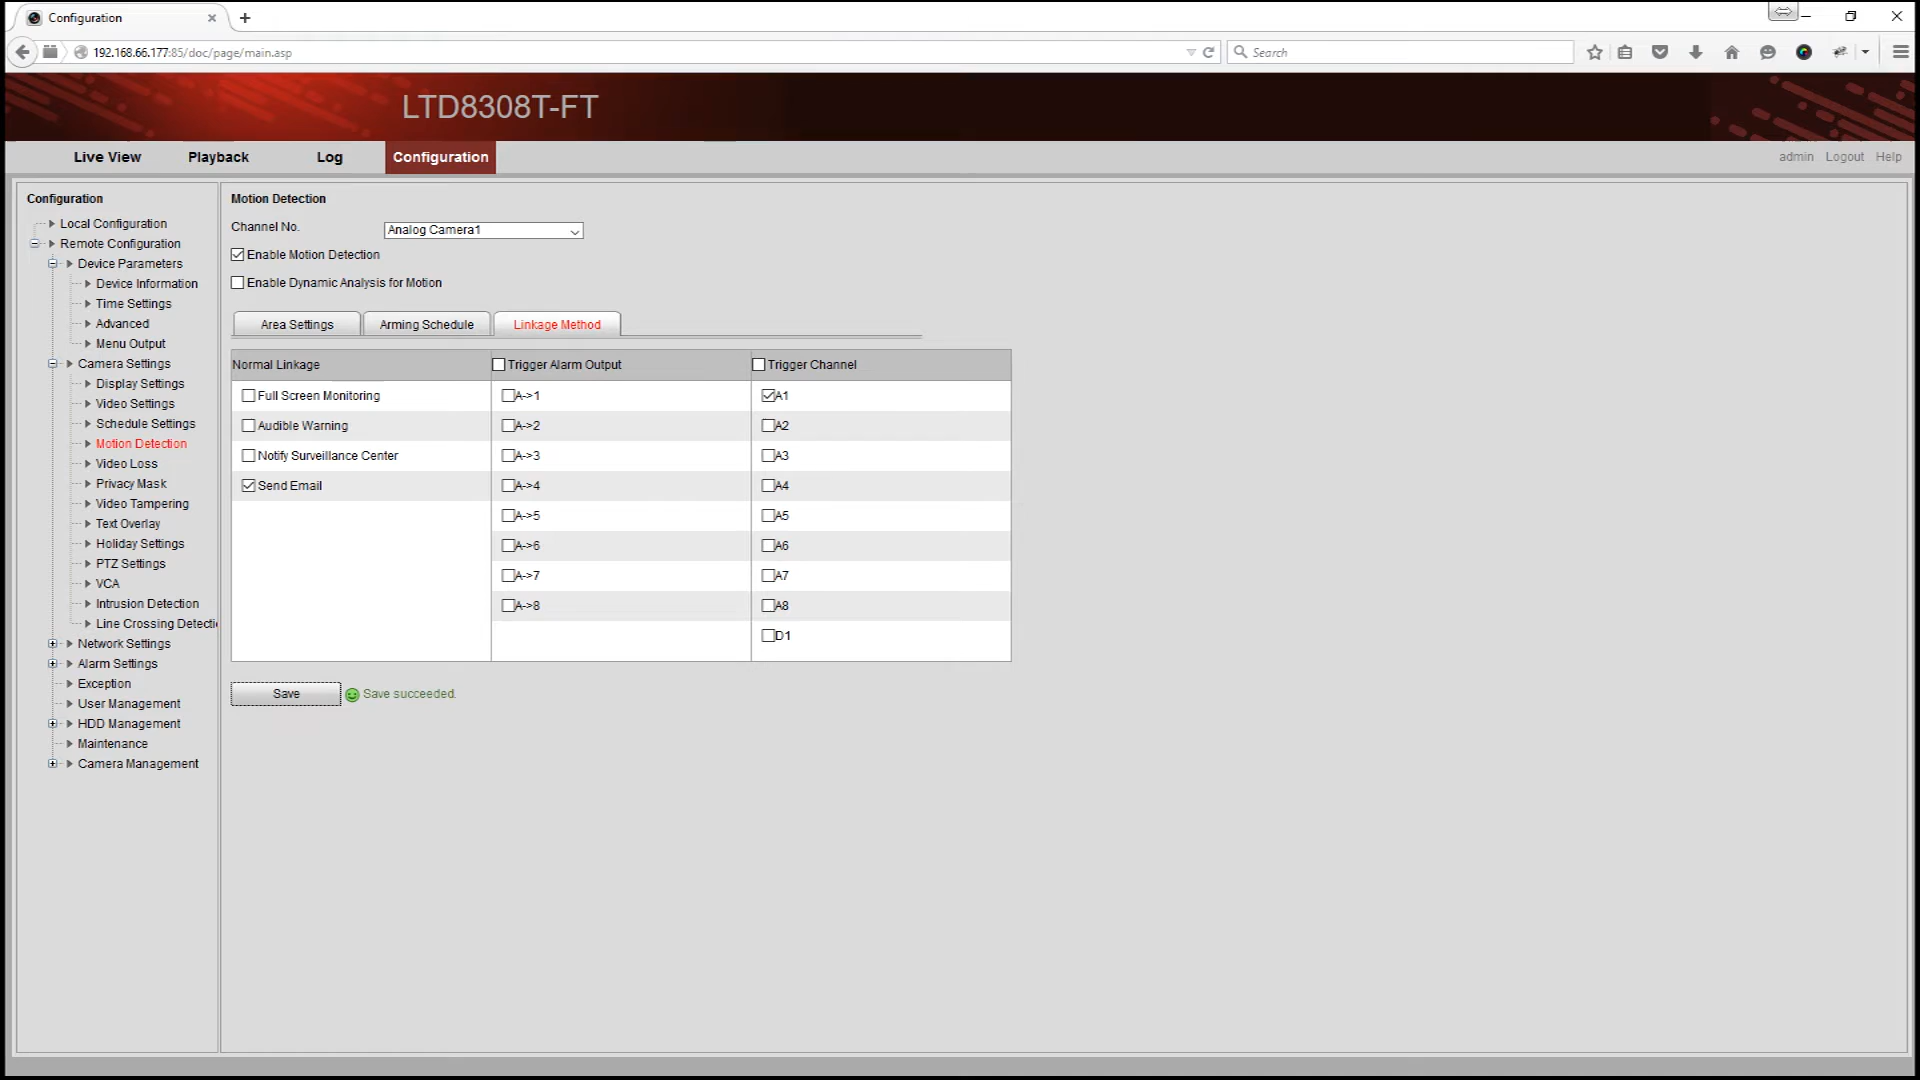 Configuration
192.168.66.177:85/doc/page/main.asp
Search
LTD8308T-FT
Live View Playback Log Configuration
admin Logout Help
Configuration
Local Configuration
Remote Configuration
Device Parameters
Device Information
Time Settings
Advanced
Menu Output
Camera Settings
Display Settings
Video Settings
Schedule Settings
Motion Detection
Video Loss
Privacy Mask
Video Tampering
Text Overlay
Holiday Settings
PTZ Settings
VCA
Intrusion Detection
Line Crossing Detecti
Network Settings
Alarm Settings
Exception
User Management
HDD Management
Maintenance
Camera Management
Motion Detection
Channel No. Analog Camera1
Enable Motion Detection
Enable Dynamic Analysis for Motion
Area Settings Arming Schedule Linkage Method
Normal Linkage Trigger Alarm Output Trigger Channel
Full Screen Monitoring A->1 A1
Audible Warning A->2 A2
Notify Surveillance Center A->3 A3
Send Email A->4 A4
A->5 A5
A->6 A6
A->7 A7
A->8 A8
D1
Save Save succeeded.